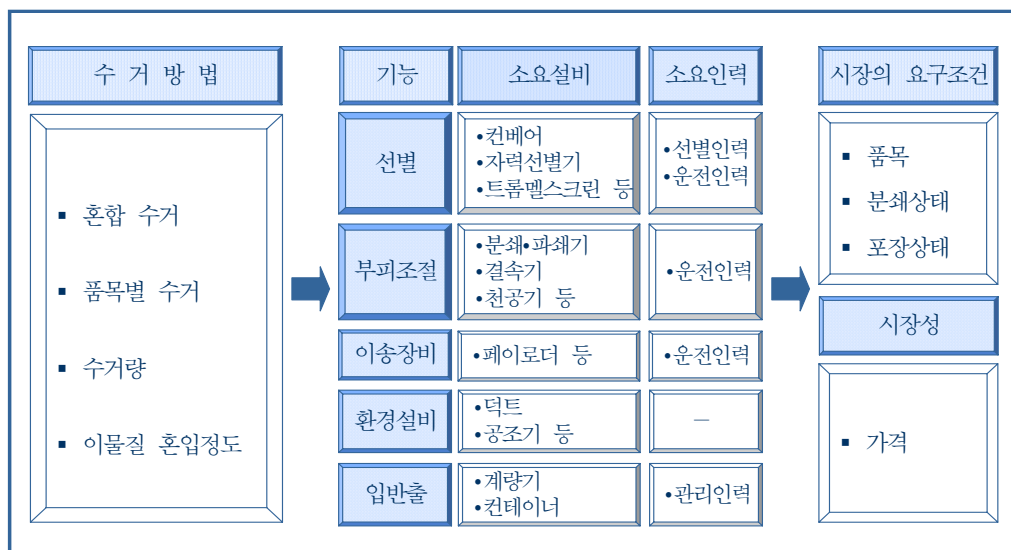 수 거 방 법
▪ 혼합 수거
▪ 품목별 수거
▪ 수거량
▪ 이물질 혼입정도
기능
소요설비
소요인력
선별
•컨베어
•자력선별기
•트롬멜스크린 등
•선별인력
•운전인력
부피조절
•분쇄•파쇄기
•결속기
•천공기 등
•운전인력
이송장비
•페이로더 등
•운전인력
환경설비
•덕트
•공조기 등
–
입반출
•계량기
•컨테이너
•관리인력
시장의 요구조건
▪ 품목
▪ 분쇄상태
▪ 포장상태
시장성
▪ 가격